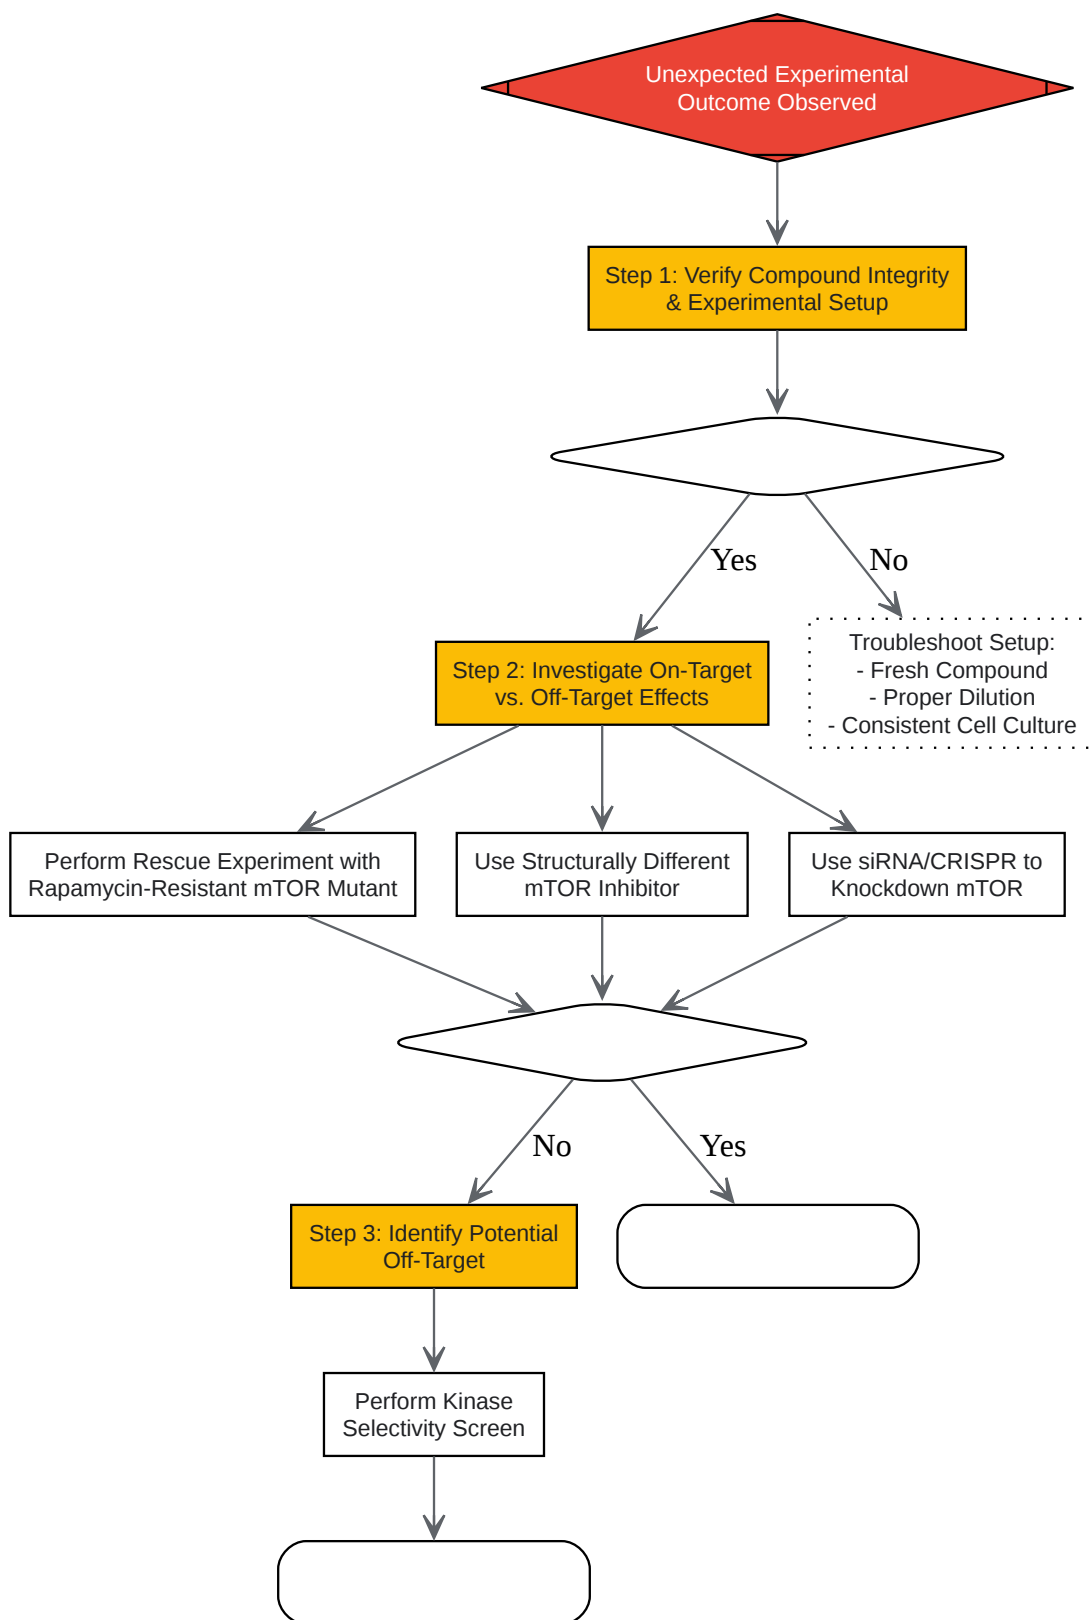 Unexpected Experimental
Outcome Observed
Step 1: Verify Compound Integrity
& Experimental Setup
Yes
No
Step 2: Investigate On-Target
vs. Off-Target Effects
Troubleshoot Setup:
- Fresh Compound
- Proper Dilution
- Consistent Cell Culture
Perform Rescue Experiment with
Rapamycin-Resistant mTOR Mutant
Use Structurally Different
mTOR Inhibitor
Use siRNA/CRISPR to
Knockdown mTOR
No
Yes
Step 3: Identify Potential
Off-Target
Perform Kinase
Selectivity Screen